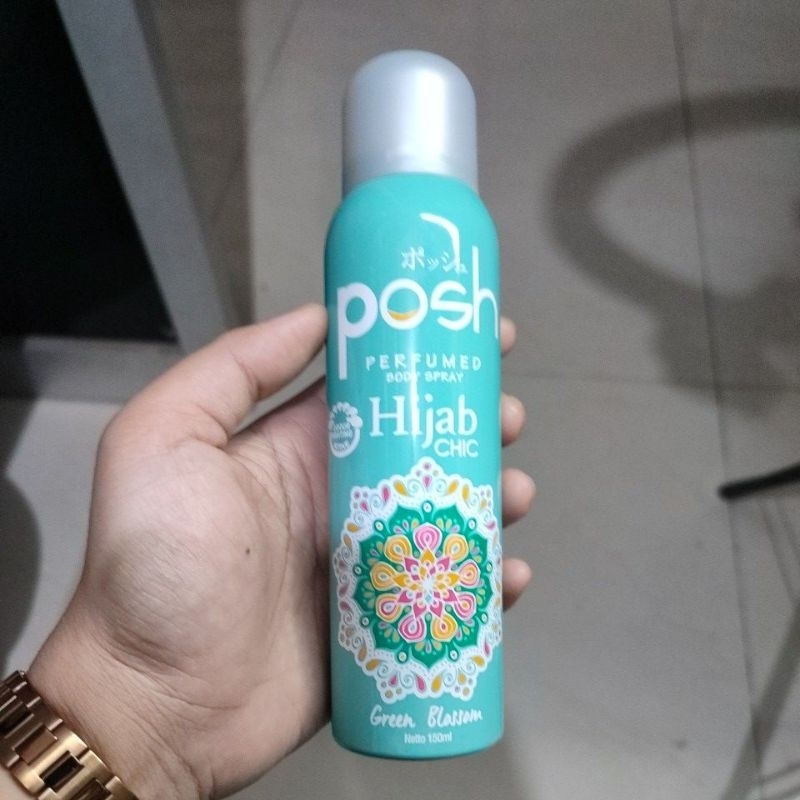 ポッシュ
posh
PERFUMED
BODY SPRAY
Hijab
CHIC
Green Blossom
Netto 150ml